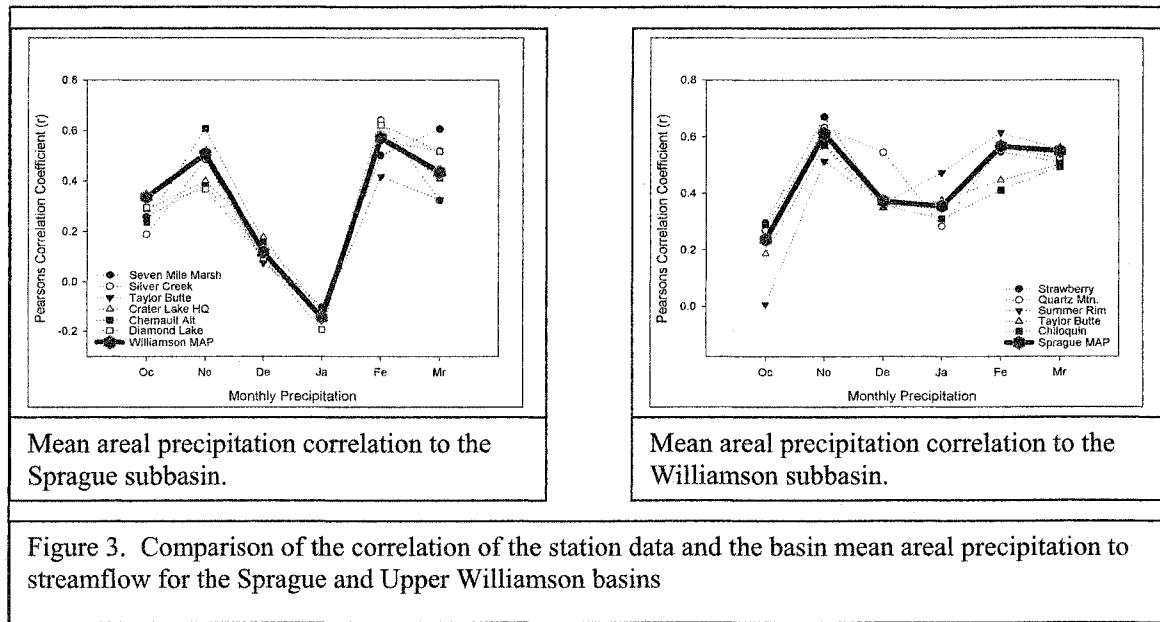 0.8
0.6
0.4
0.2
0.0
-0.2
Pearsons Correlation Coefficient (r)
Seven Mile Marsh
Silver Creek
Taylor Butte
Crater Lake HQ
Chemault Alt
Diamond Lake
Williamson MAP
Oc No De Ja Fe Mr
Monthly Precipitation
Mean areal precipitation correlation to the
Sprague subbasin.
0.8
0.6
0.4
0.2
0.0
Pearsons Correlation Coefficient (r)
Strawberry
Quartz Mtn.
Summer Rim
Taylor Butte
Chiloquin
Sprague MAP
Oc No De Ja Fe Mr
Monthly Precipitation
Mean areal precipitation correlation to the
Williamson subbasin.
Figure 3. Comparison of the correlation of the station data and the basin mean areal precipitation to
streamflow for the Sprague and Upper Williamson basins